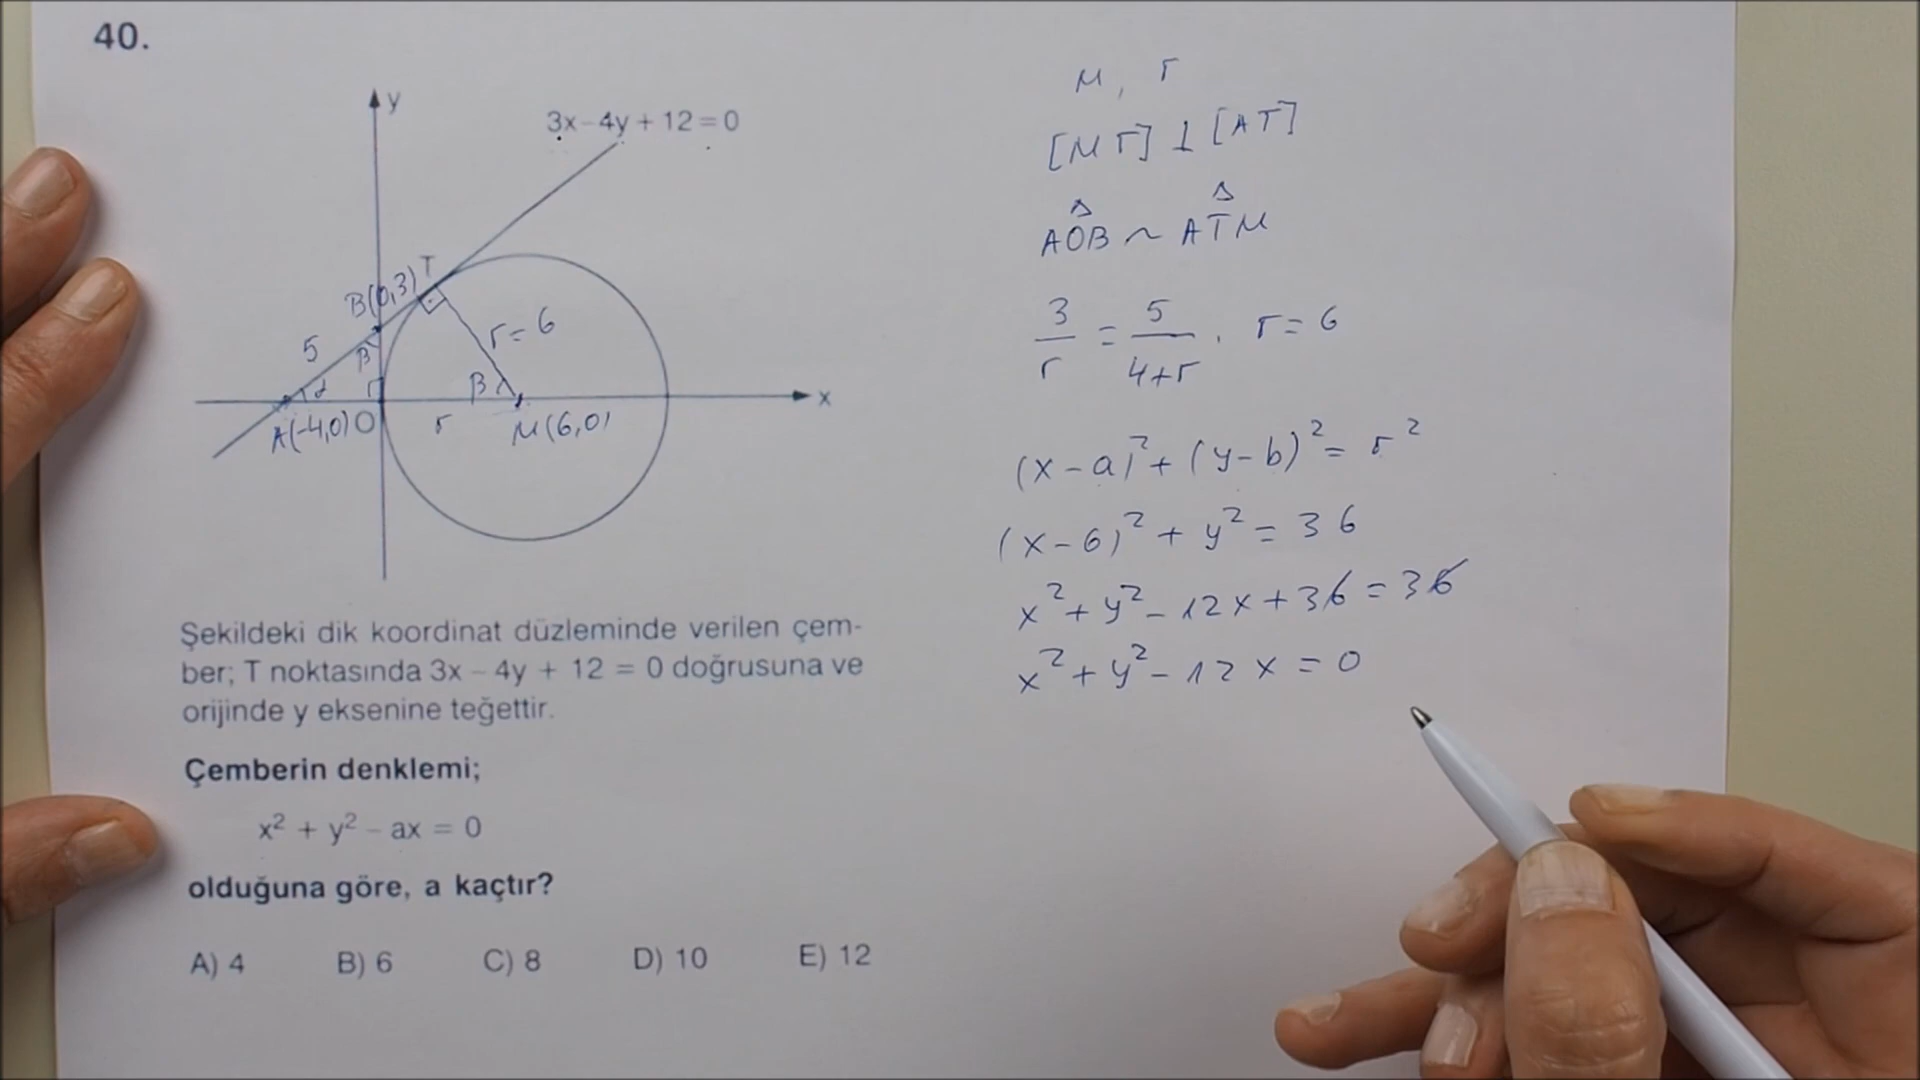 40.
y
3x - 4y + 12 = 0
T
B(0,3)
5
β
r = 6
α
β
x
A(-4,0)
O
r
M(6,0)
Şekildeki dik koordinat düzleminde verilen çem-
ber; T noktasında 3x - 4y + 12 = 0 doğrusuna ve
orijinde y eksenine teğettir.
Çemberin denklemi;
x² + y² - ax = 0
olduğuna göre, a kaçtır?
A) 4 B) 6 C) 8 D) 10 E) 12
M, r
[MT] ⊥ [AT]
AÔB ~ AT̂M
3/r = 5/(4+r) . r = 6
(x-a)² + (y-b)² = r²
(x-6)² + y² = 36
x² + y² - 12x + 36 = 36
x² + y² - 12x = 0